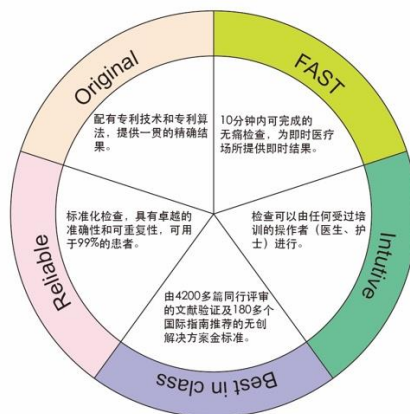 Original
配有专利技术和专利算
法，提供一贯的精确结
果。
FAST
10分钟内可完成的
无痛检查，为即时医疗
场所提供即时结果。
Intutive
检查可以由任何受过培
训的操作者（医生、护
士）进行。
Best in class
由4200多篇同行评审
的文献验证及180多个
国际指南推荐的无创
解决方案金标准。
Reliable
标准化检查，具有卓越的
准确性和可重复性，可用
于99%的患者。